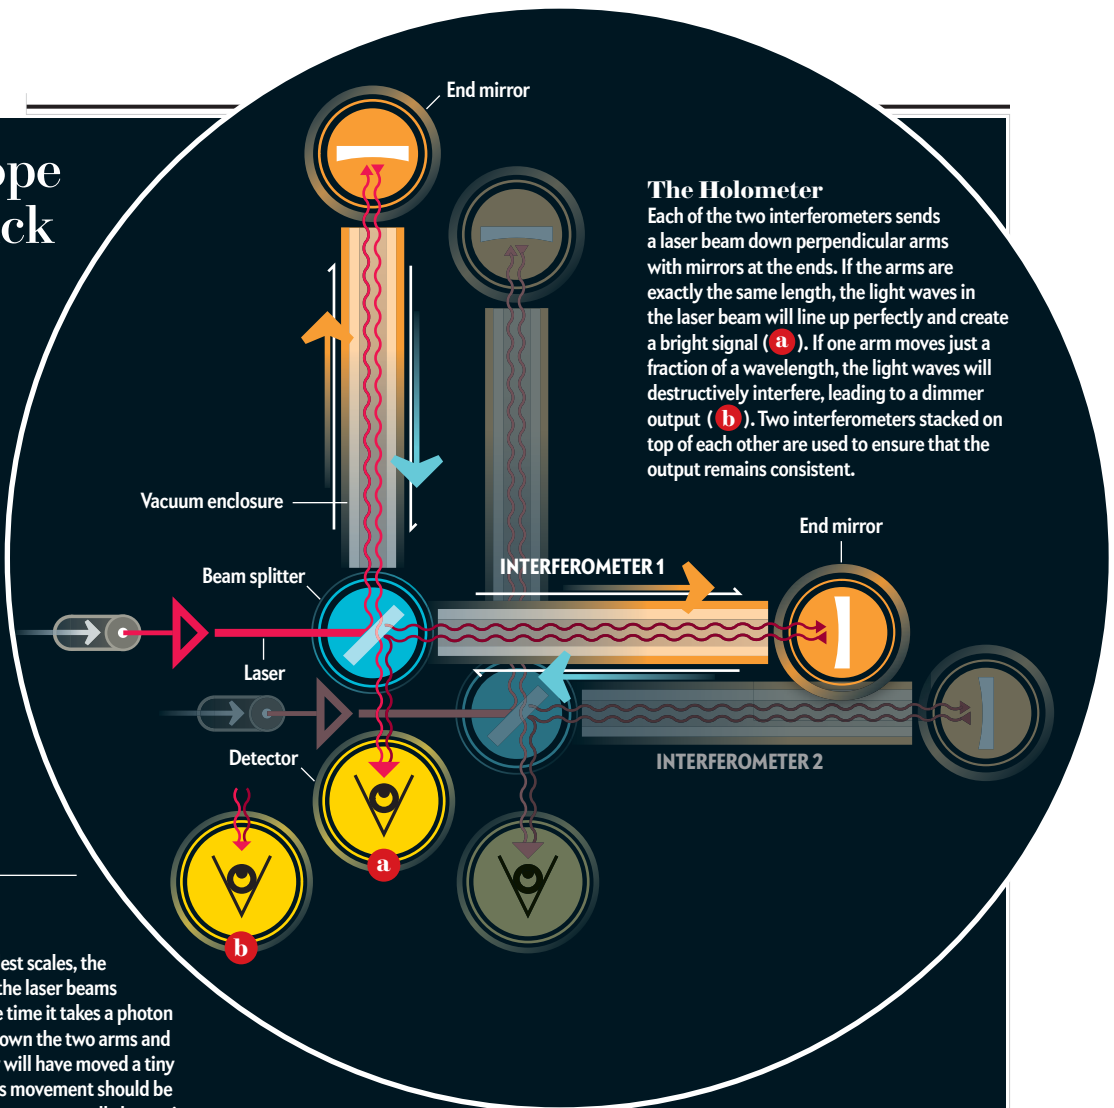 ope
ck
End mirror
The Holometer
Each of the two interferometers sends
a laser beam down perpendicular arms
with mirrors at the ends. If the arms are
exactly the same length, the light waves in
the laser beam will line up perfectly and create
a bright signal (a). If one arm moves just a
fraction of a wavelength, the light waves will
destructively interfere, leading to a dimmer
output (b). Two interferometers stacked on
top of each other are used to ensure that the
output remains consistent.
Vacuum enclosure
End mirror
INTERFEROMETER 1
Beam splitter
Laser
Detector
INTERFEROMETER 2
a
b
est scales, the
the laser beams
e time it takes a photon
own the two arms and
will have moved a tiny
s movement should be